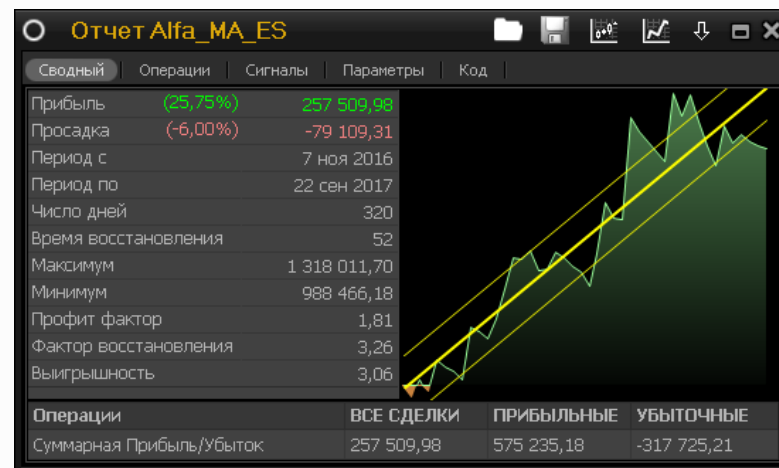 Отчет Alfa_MA_ES
Сводный Операции Сигналы Параметры Код
Прибыль (25,75%) 257 509,98
Просадка (-6,00%) -79 109,31
Период с 7 ноя 2016
Период по 22 сен 2017
Число дней 320
Время восстановления 52
Максимум 1 318 011,70
Минимум 988 466,18
Профит фактор 1,81
Фактор восстановления 3,26
Выигрышность 3,06
Операции ВСЕ СДЕЛКИ ПРИБЫЛЬНЫЕ УБЫТОЧНЫЕ
Суммарная Прибыль/Убыток 257 509,98 575 235,18 -317 725,21